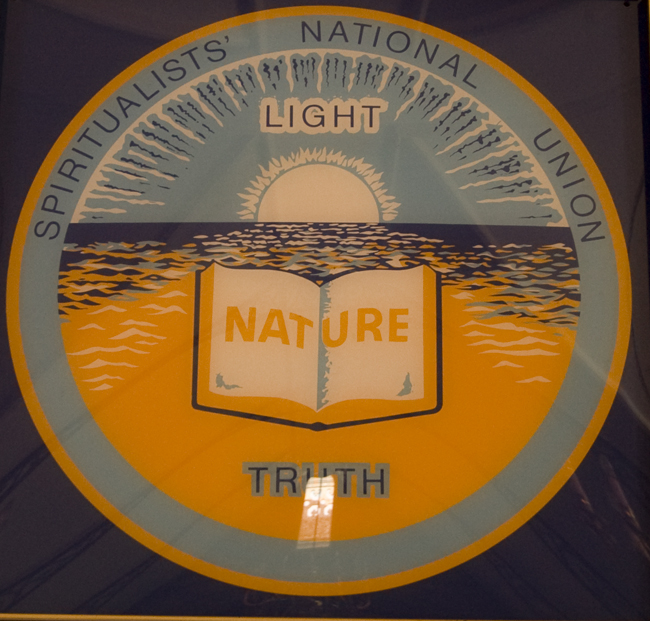 SPIRITUALISTS' NATIONAL UNION
LIGHT
NATURE
TRUTH